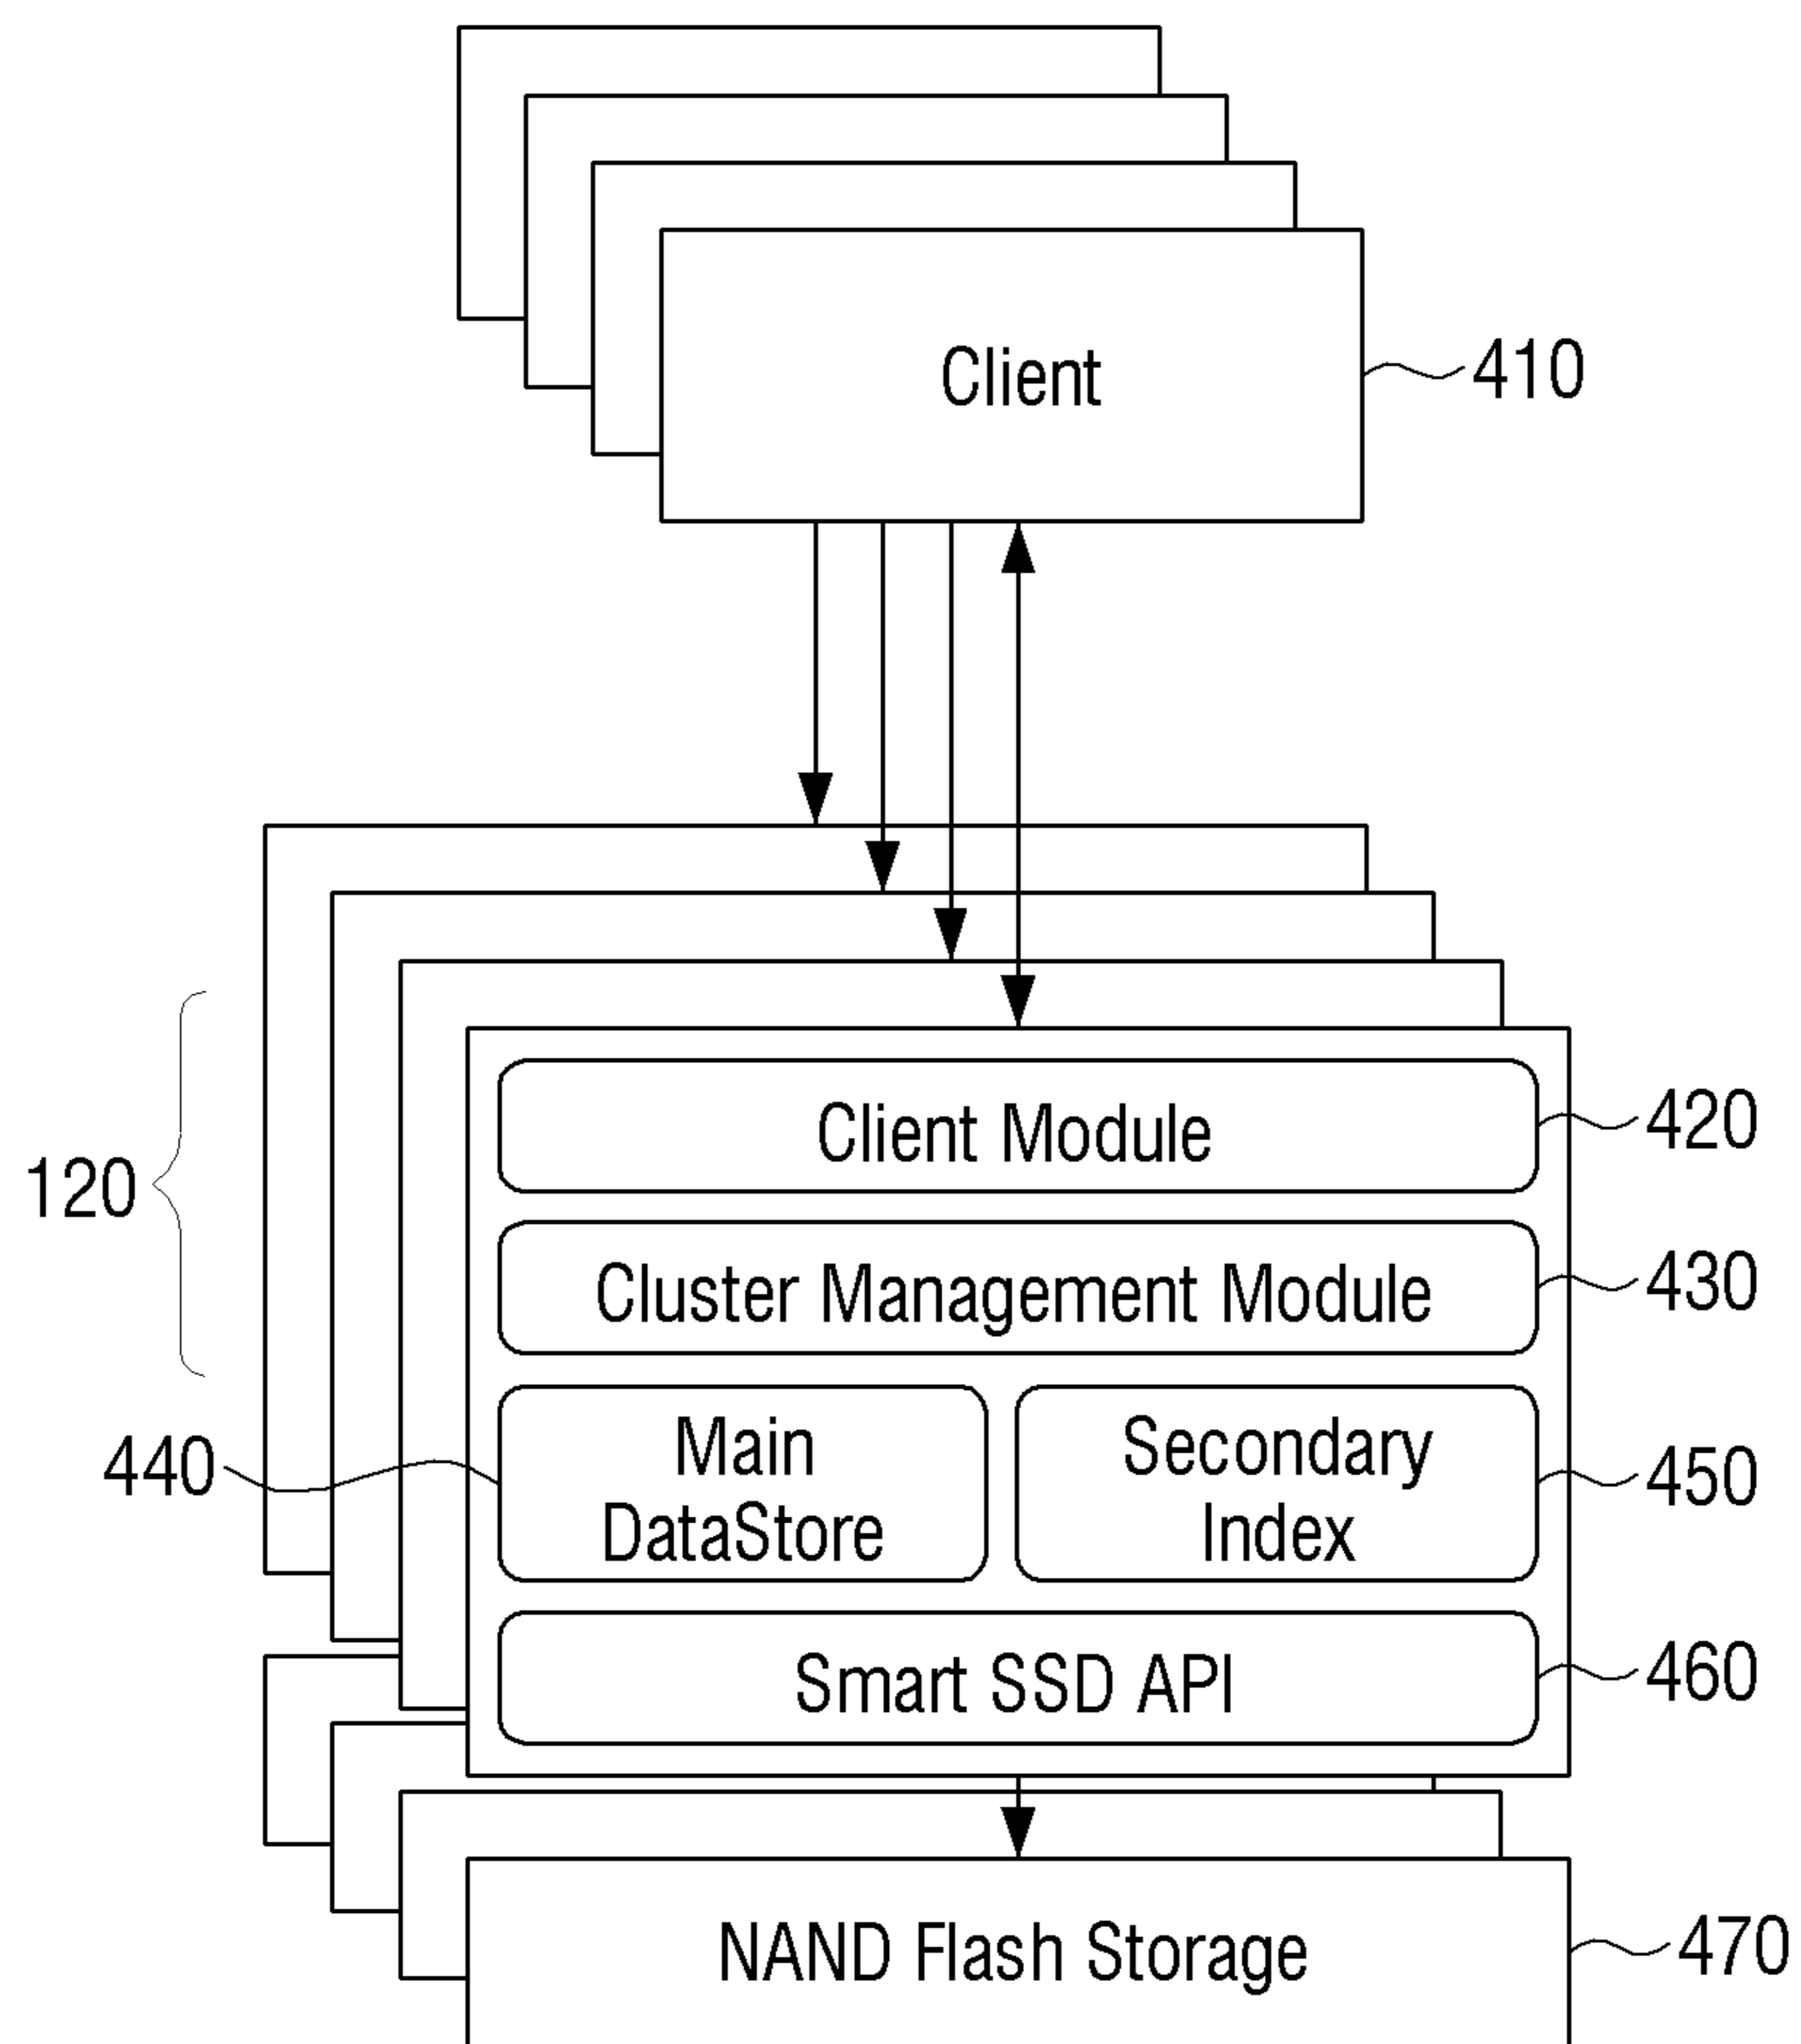 Client
410
Client Module
420
120
Cluster Management Module
430
440
Main
DataStore
Secondary
Index
450
Smart SSD API
460
NAND Flash Storage
470